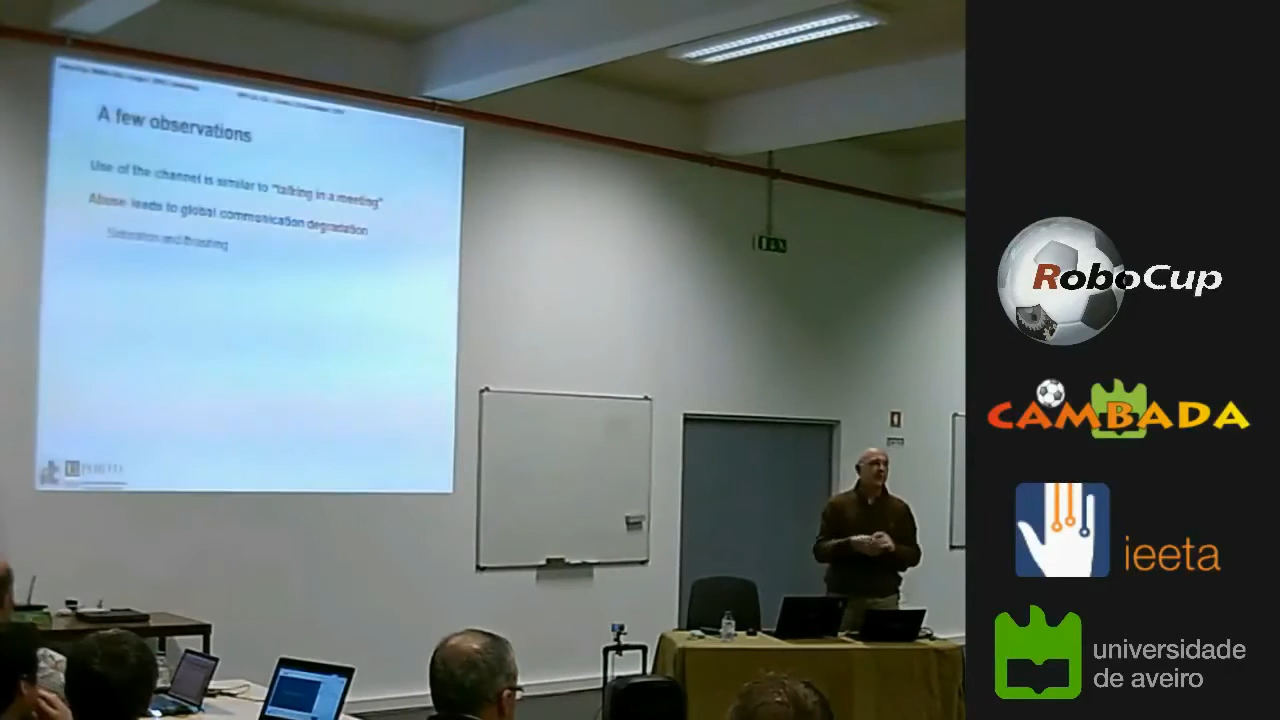 A few observations
Use of the channel is similar to "talking in a meeting"
Abuse leads to global communication degradation
Saturation and thrashing
RoboCup
CAMBADA
ieeta
universidade
de aveiro